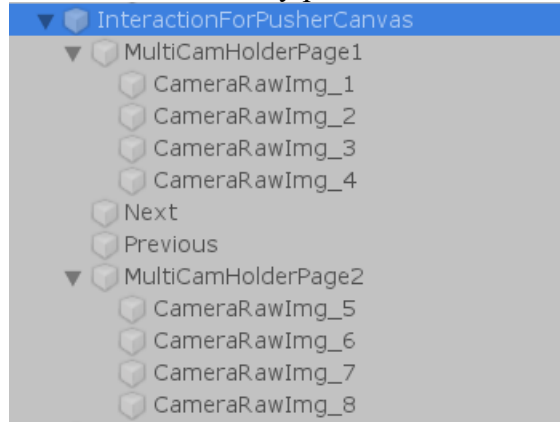 InteractionForPusherCanvas
MultiCamHolderPage1
CameraRawImg_1
CameraRawImg_2
CameraRawImg_3
CameraRawImg_4
Next
Previous
MultiCamHolderPage2
CameraRawImg_5
CameraRawImg_6
CameraRawImg_7
CameraRawImg_8